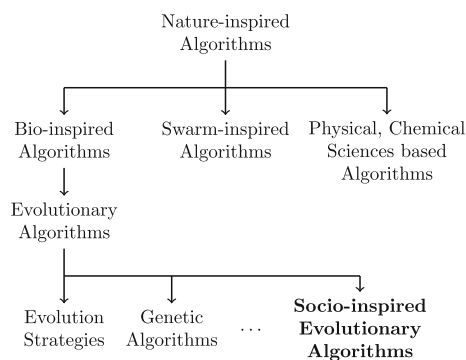 Nature-inspired
Algorithms
Bio-inspired
Algorithms
Swarm-inspired
Algorithms
Physical, Chemical
Sciences based
Algorithms
Evolutionary
Algorithms
Evolution
Strategies
Genetic
Algorithms
...
Socio-inspired
Evolutionary
Algorithms